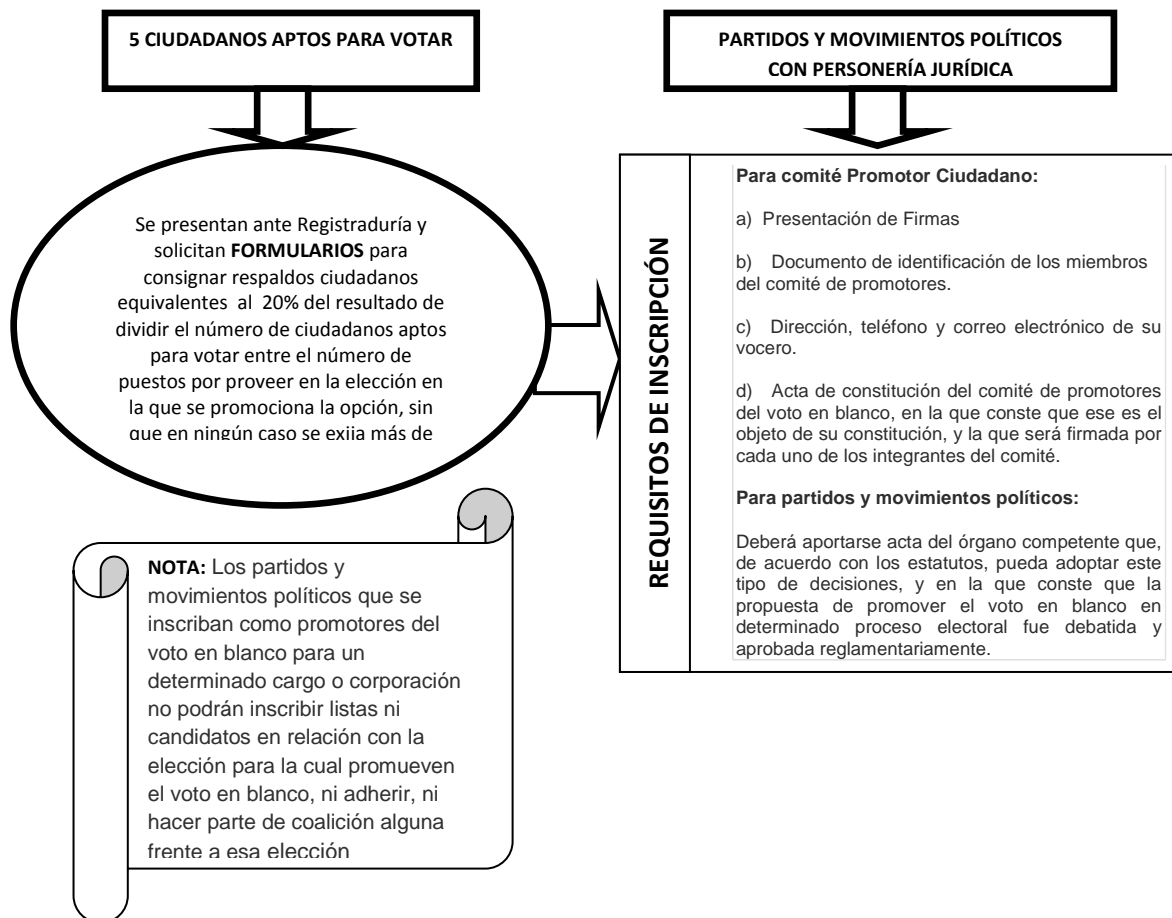 5 CIUDADANOS APTOS PARA VOTAR
Se presentan ante Registraduría y
solicitan FORMULARIOS para
consignar respaldos ciudadanos
equivalentes al 20% del resultado de
dividir el número de ciudadanos aptos
para votar entre el número de
puestos por proveer en la elección en
la que se promociona la opción, sin
que en ningún caso se exija más de
NOTA: Los partidos y
movimientos políticos que se
inscriban como promotores del
voto en blanco para un
determinado cargo o corporación
no podrán inscribir listas ni
candidatos en relación con la
elección para la cual promueven
el voto en blanco, ni adherir, ni
hacer parte de coalición alguna
frente a esa elección
PARTIDOS Y MOVIMIENTOS POLÍTICOS
CON PERSONERÍA JURÍDICA
REQUISITOS DE INSCRIPCIÓN
Para comité Promotor Ciudadano:
a) Presentación de Firmas
b) Documento de identificación de los miembros
del comité de promotores.
c) Dirección, teléfono y correo electrónico de su
vocero.
d) Acta de constitución del comité de promotores
del voto en blanco, en la que conste que ese es el
objeto de su constitución, y la que será firmada por
cada uno de los integrantes del comité.
Para partidos y movimientos políticos:
Deberá aportarse acta del órgano competente que,
de acuerdo con los estatutos, pueda adoptar este
tipo de decisiones, y en la que conste que la
propuesta de promover el voto en blanco en
determinado proceso electoral fue debatida y
aprobada reglamentariamente.